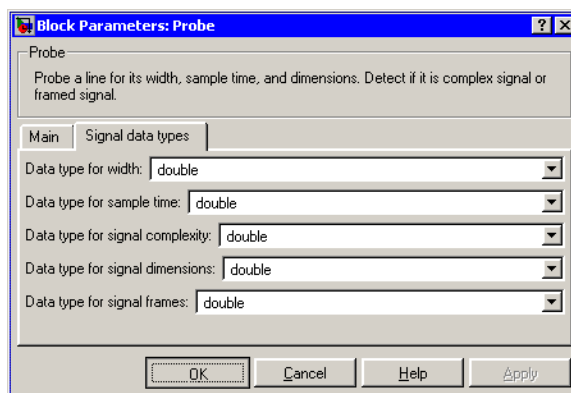 Block Parameters: Probe
Probe
Probe a line for its width, sample time, and dimensions. Detect if it is complex signal or
framed signal.
Main Signal data types
Data type for width: double
Data type for sample time: double
Data type for signal complexity: double
Data type for signal dimensions: double
Data type for signal frames: double
OK Cancel Help Apply